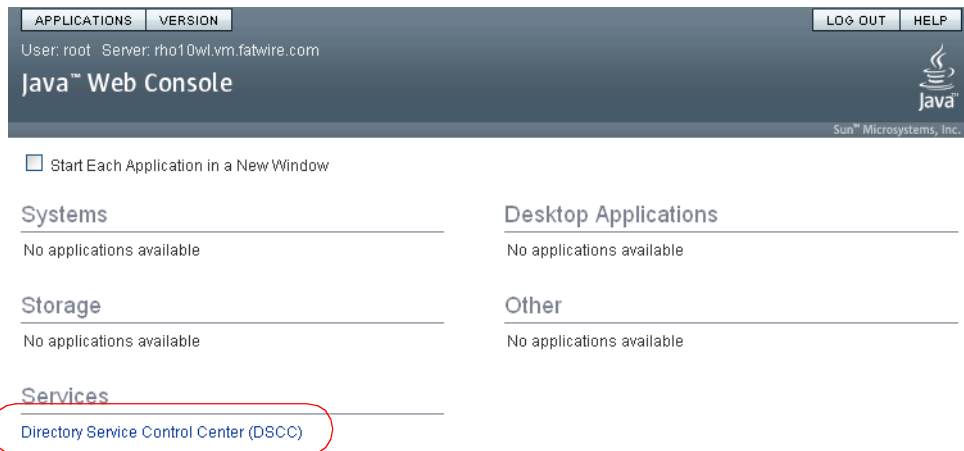 APPLICATIONS VERSION LOG OUT HELP
User: root Server: rho10wl.vm.fatwire.com
Java™ Web Console
Java™
Sun™ Microsystems, Inc.
Start Each Application in a New Window
Systems
No applications available
Desktop Applications
No applications available
Storage
No applications available
Other
No applications available
Services
Directory Service Control Center (DSCC)